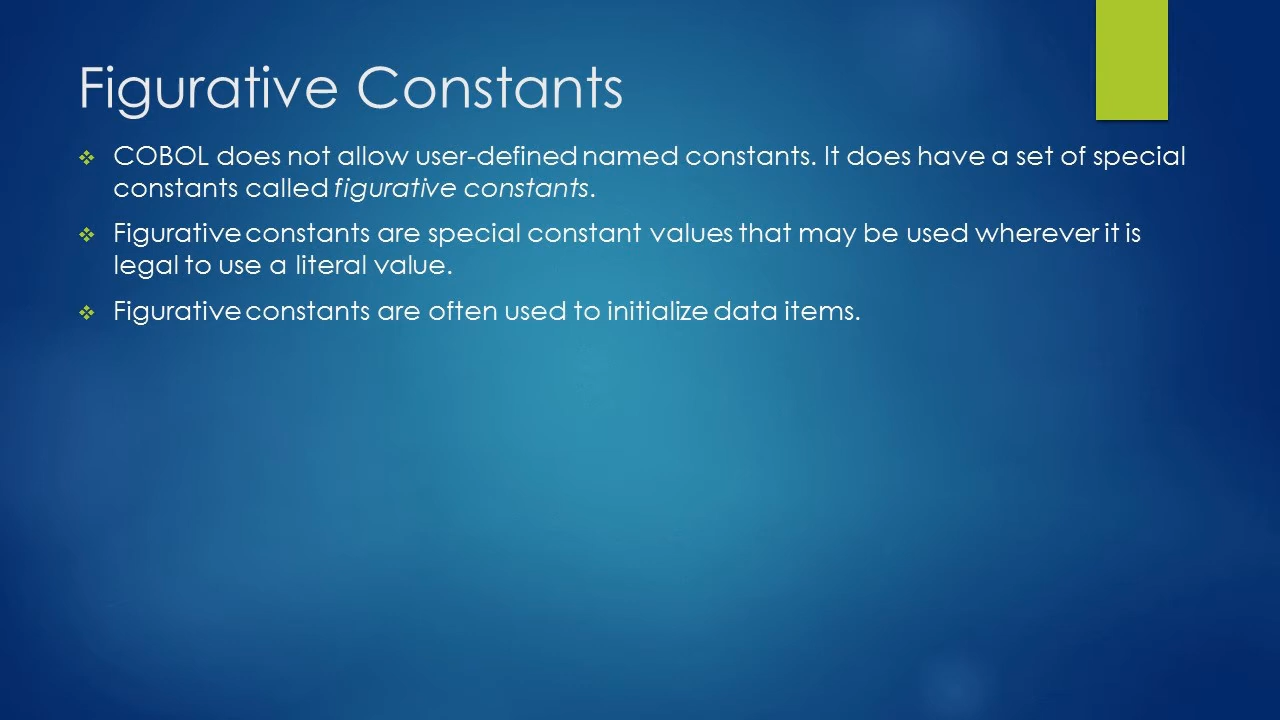 Figurative Constants
COBOL does not allow user-defined named constants. It does have a set of special
constants called figurative constants.
Figurative constants are special constant values that may be used wherever it is
legal to use a literal value.
Figurative constants are often used to initialize data items.